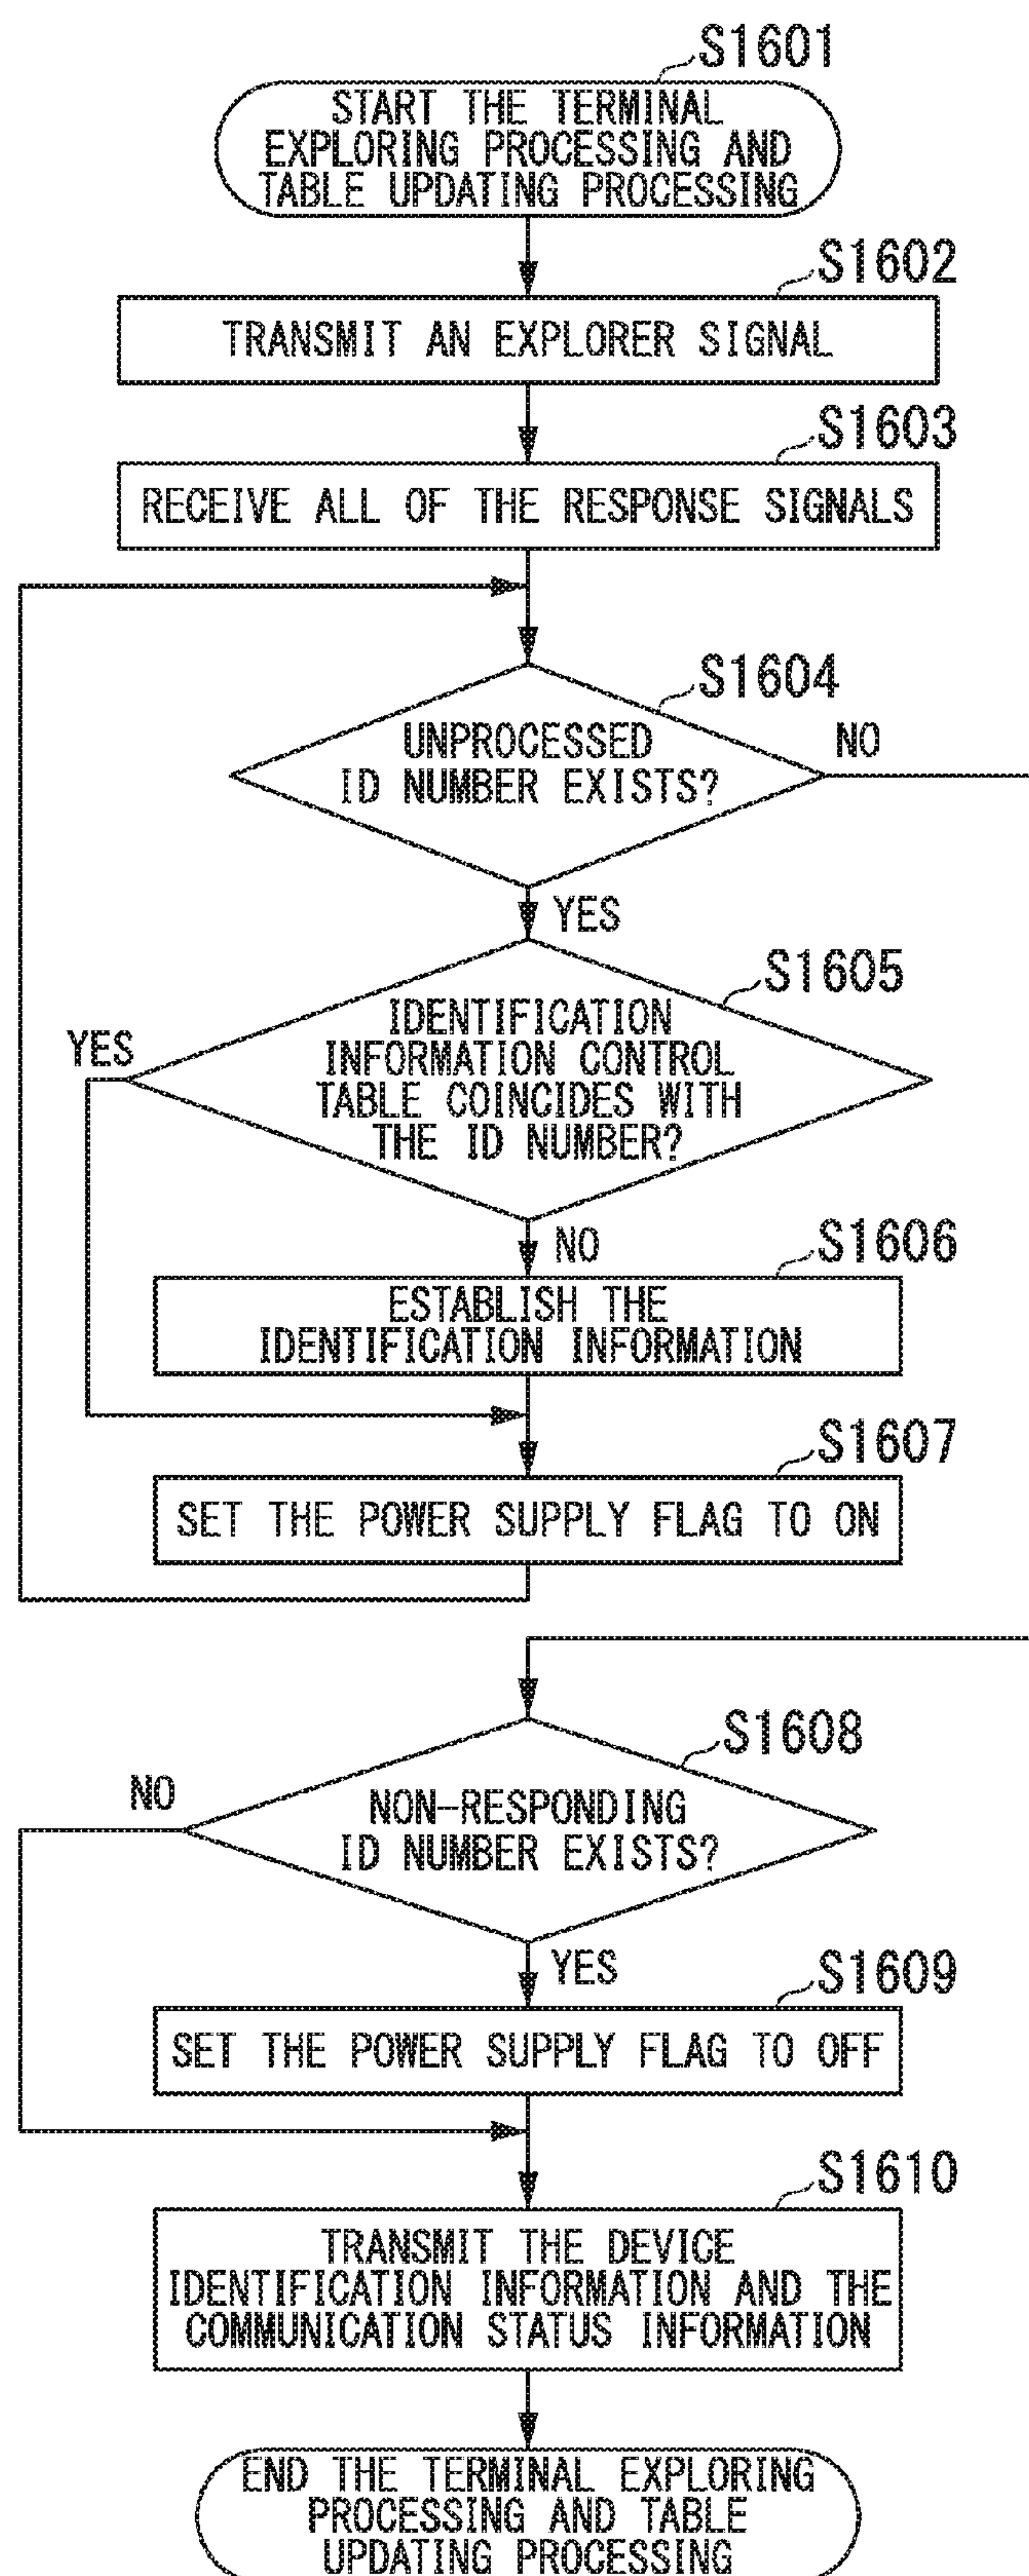 S1601
START THE TERMINAL
EXPLORING PROCESSING AND
TABLE UPDATING PROCESSING
S1602
TRANSMIT AN EXPLORER SIGNAL
S1603
RECEIVE ALL OF THE RESPONSE SIGNALS
S1604
UNPROCESSED
ID NUMBER EXISTS?
NO
YES
S1605
IDENTIFICATION
INFORMATION CONTROL
TABLE COINCIDES WITH
THE ID NUMBER?
YES
NO
S1606
ESTABLISH THE
IDENTIFICATION INFORMATION
S1607
SET THE POWER SUPPLY FLAG TO ON
S1608
NON-RESPONDING
ID NUMBER EXISTS?
NO
YES
S1609
SET THE POWER SUPPLY FLAG TO OFF
S1610
TRANSMIT THE DEVICE
IDENTIFICATION INFORMATION AND THE
COMMUNICATION STATUS INFORMATION
END THE TERMINAL EXPLORING
PROCESSING AND TABLE
UPDATING PROCESSING